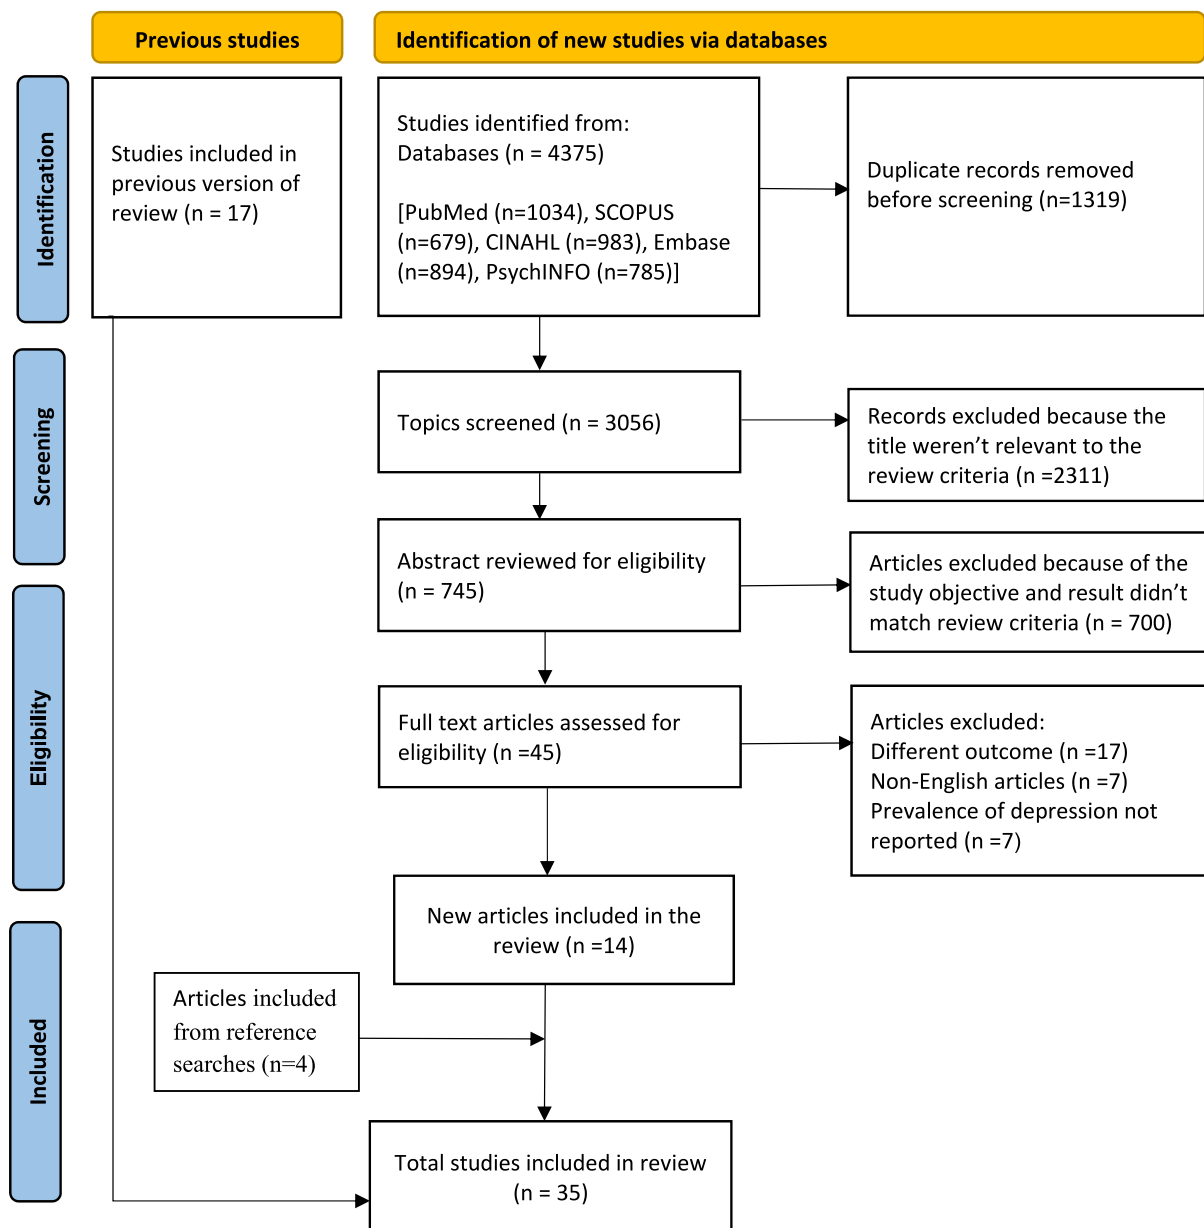 Previous studies
Identification of new studies via databases
Identification
Studies included in
previous version of
review (n = 17)
Studies identified from:
Databases (n = 4375)
[PubMed (n=1034), SCOPUS
(n=679), CINAHL (n=983), Embase
(n=894), PsychINFO (n=785)]
Duplicate records removed
before screening (n=1319)
Screening
Topics screened (n = 3056)
Records excluded because the
title weren’t relevant to the
review criteria (n =2311)
Abstract reviewed for eligibility
(n = 745)
Articles excluded because of the
study objective and result didn’t
match review criteria (n = 700)
Eligibility
Full text articles assessed for
eligibility (n =45)
Articles excluded:
Different outcome (n =17)
Non-English articles (n =7)
Prevalence of depression not
reported (n =7)
New articles included in the
review (n =14)
Included
Articles included
from reference
searches (n=4)
Total studies included in review
(n = 35)